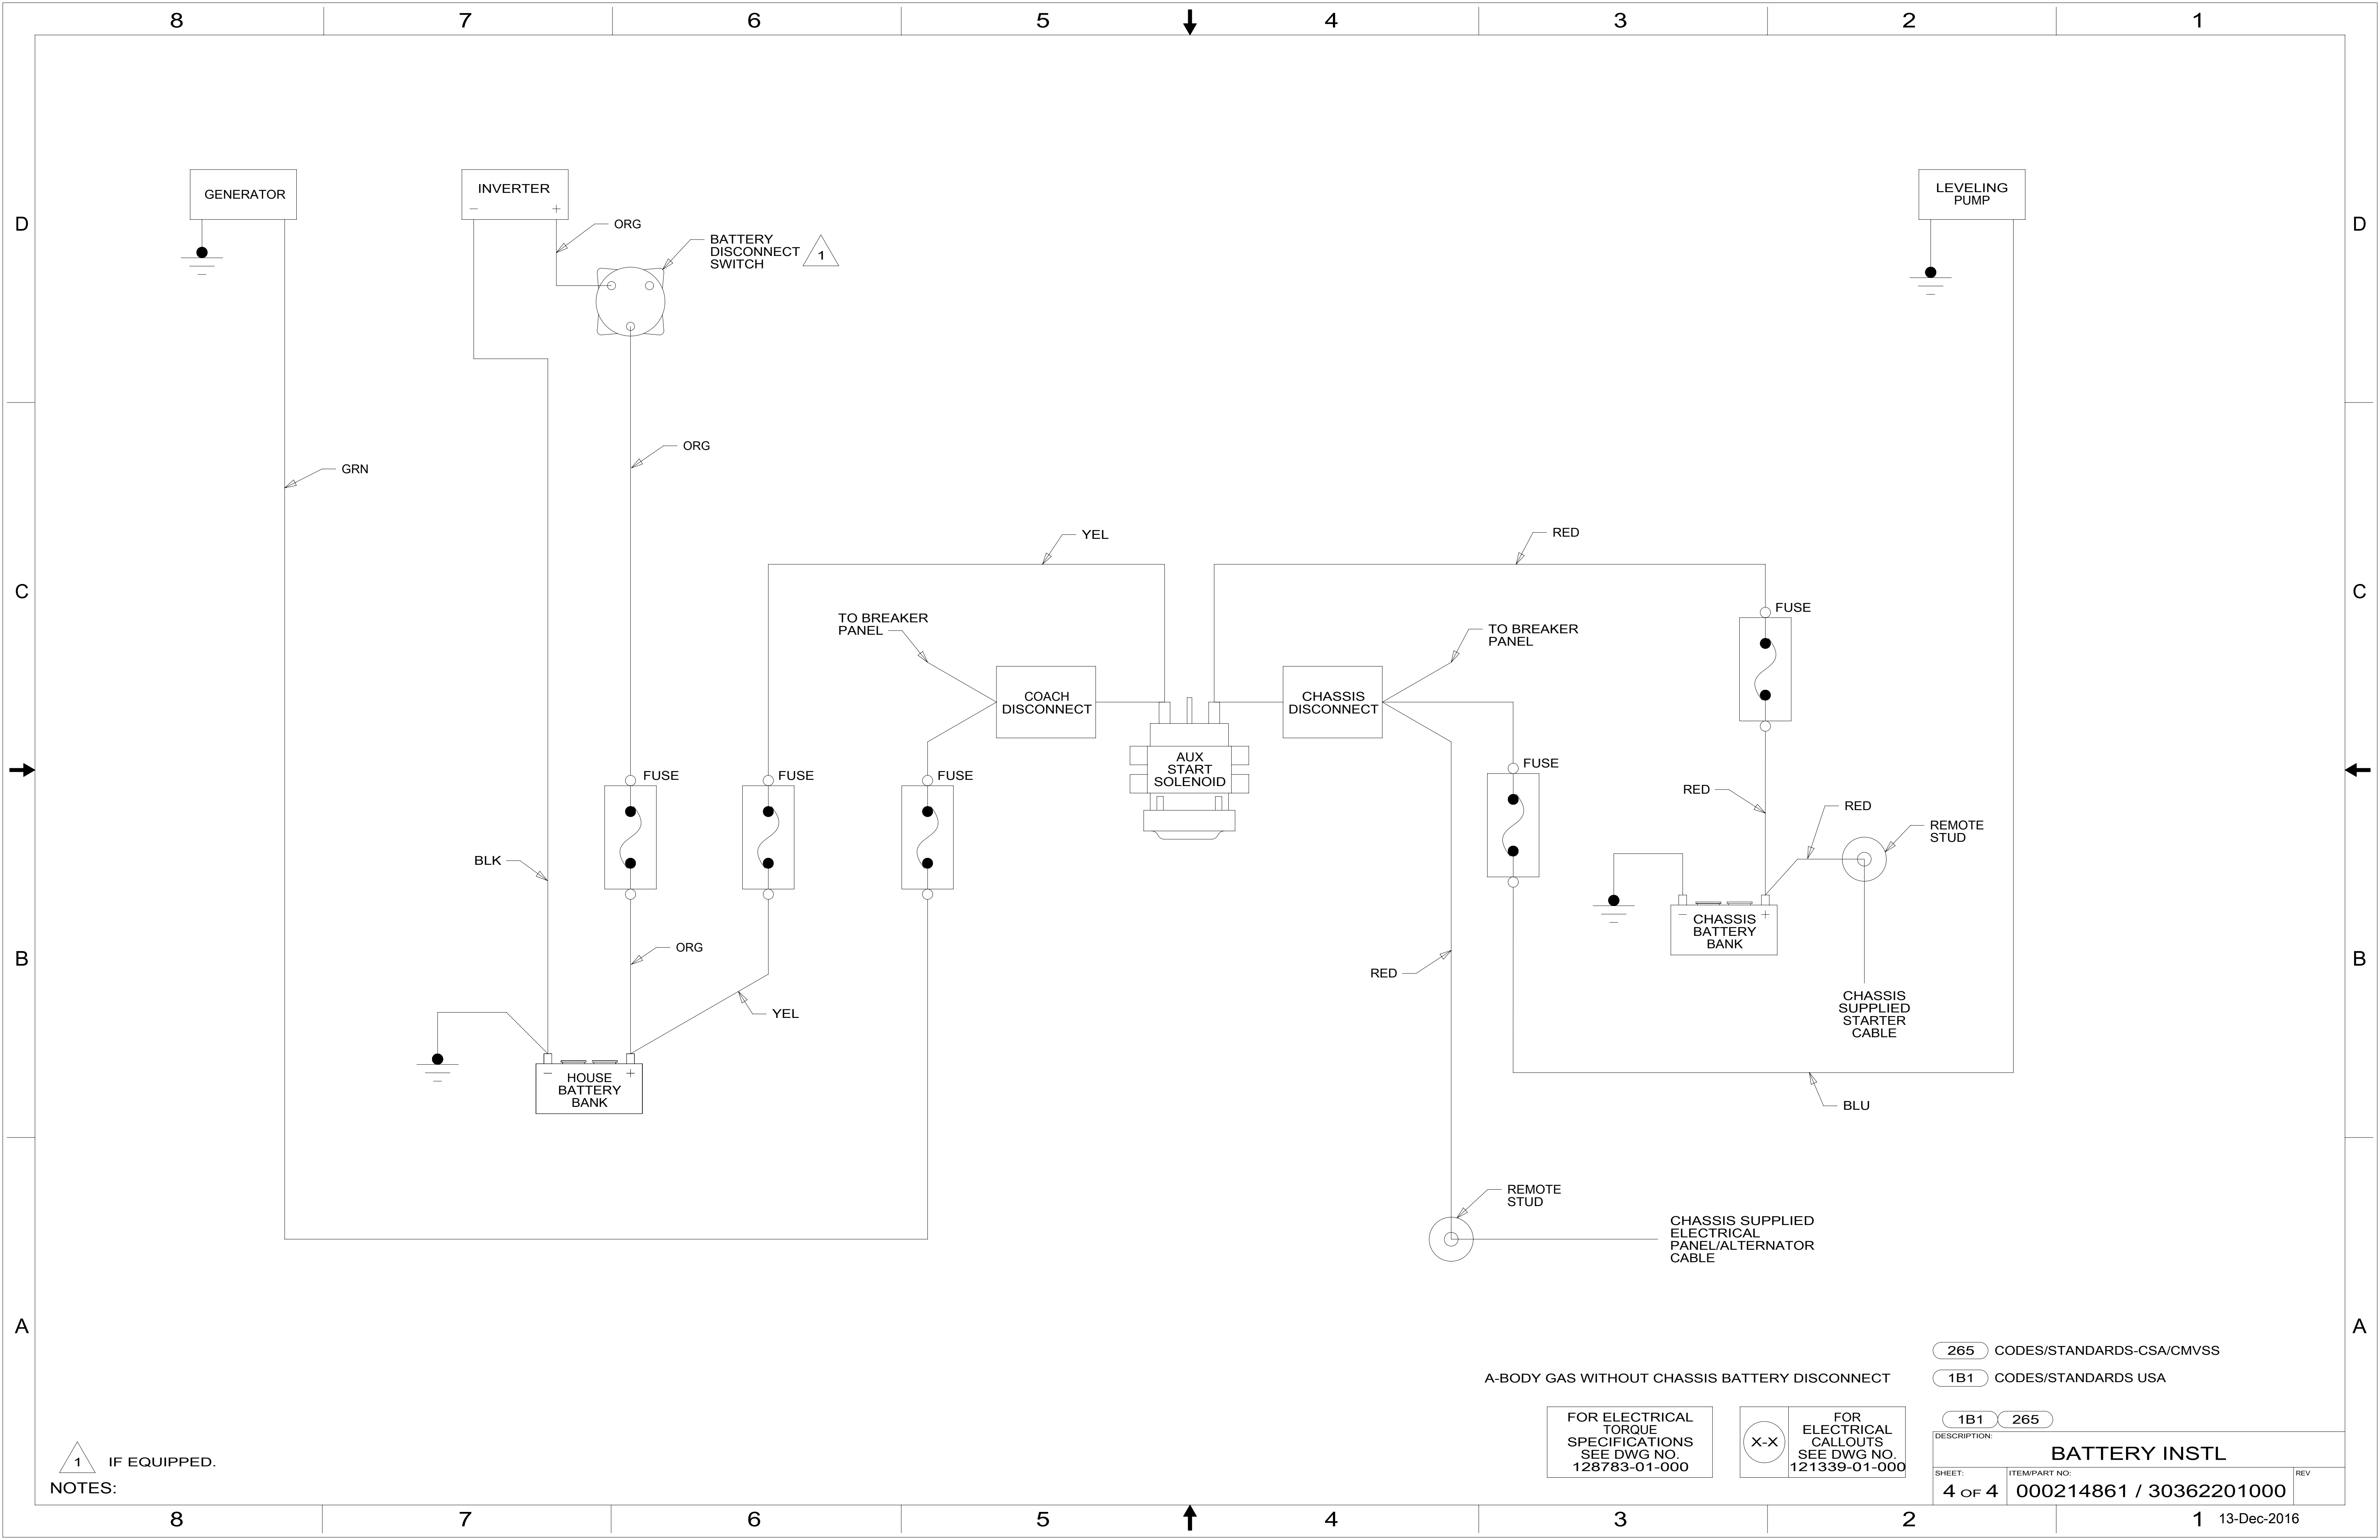 8 7 6 5 4 3 2 1
GENERATOR
INVERTER
− +
LEVELING
PUMP
D
D
ORG
BATTERY
DISCONNECT
SWITCH
1
ORG
GRN
YEL
RED
C
C
TO BREAKER
PANEL
TO BREAKER
PANEL
FUSE
COACH
DISCONNECT
CHASSIS
DISCONNECT
AUX
START
SOLENOID
FUSE
FUSE
FUSE
FUSE
RED
RED
REMOTE
STUD
BLK
− +
CHASSIS
BATTERY
BANK
ORG
B
B
RED
YEL
CHASSIS
SUPPLIED
STARTER
CABLE
− +
HOUSE
BATTERY
BANK
BLU
REMOTE
STUD
CHASSIS SUPPLIED
ELECTRICAL
PANEL/ALTERNATOR
CABLE
A
A
265 CODES/STANDARDS-CSA/CMVSS
A-BODY GAS WITHOUT CHASSIS BATTERY DISCONNECT
1B1 CODES/STANDARDS USA
FOR ELECTRICAL
TORQUE
SPECIFICATIONS
SEE DWG NO.
128783-01-000
X-X
FOR
ELECTRICAL
CALLOUTS
SEE DWG NO.
121339-01-000
1B1 265
DESCRIPTION:
BATTERY INSTL
SHEET:
4 OF 4
ITEM/PART NO:
000214861 / 30362201000
REV
1 IF EQUIPPED.
NOTES:
8 7 6 5 4 3 2 1
13-Dec-2016